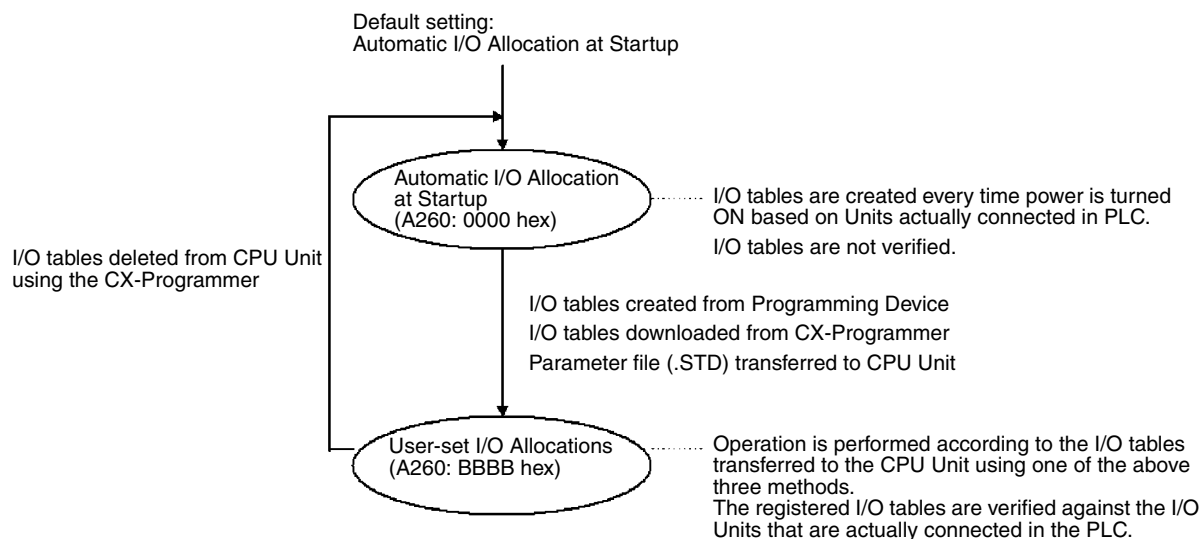 Default setting:
Automatic I/O Allocation at Startup
Automatic I/O Allocation
at Startup
(A260: 0000 hex)
I/O tables are created every time power is turned
ON based on Units actually connected in PLC.
I/O tables are not verified.
I/O tables deleted from CPU Unit
using the CX-Programmer
I/O tables created from Programming Device
I/O tables downloaded from CX-Programmer
Parameter file (.STD) transferred to CPU Unit
User-set I/O Allocations
(A260: BBBB hex)
Operation is performed according to the I/O tables
transferred to the CPU Unit using one of the above
three methods.
The registered I/O tables are verified against the I/O
Units that are actually connected in the PLC.